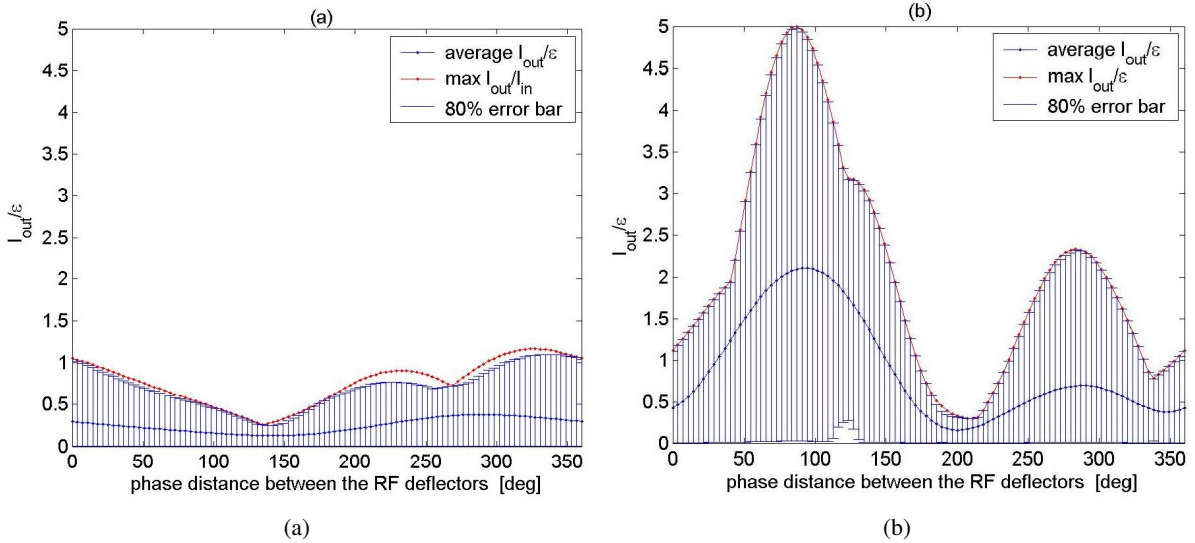 (a)
5
4.5
4
3.5
3
2.5
2
1.5
1
0.5
0
I_out/ε
average I_out/ε
max I_out/I_in
80% error bar
0 50 100 150 200 250 300 350
phase distance between the RF deflectors [deg]
(a)
(b)
5
4.5
4
3.5
3
2.5
2
1.5
1
0.5
0
I_out/ε
average I_out/ε
max I_out/ε
80% error bar
0 50 100 150 200 250 300 350
phase distance between the RF deflectors [deg]
(b)